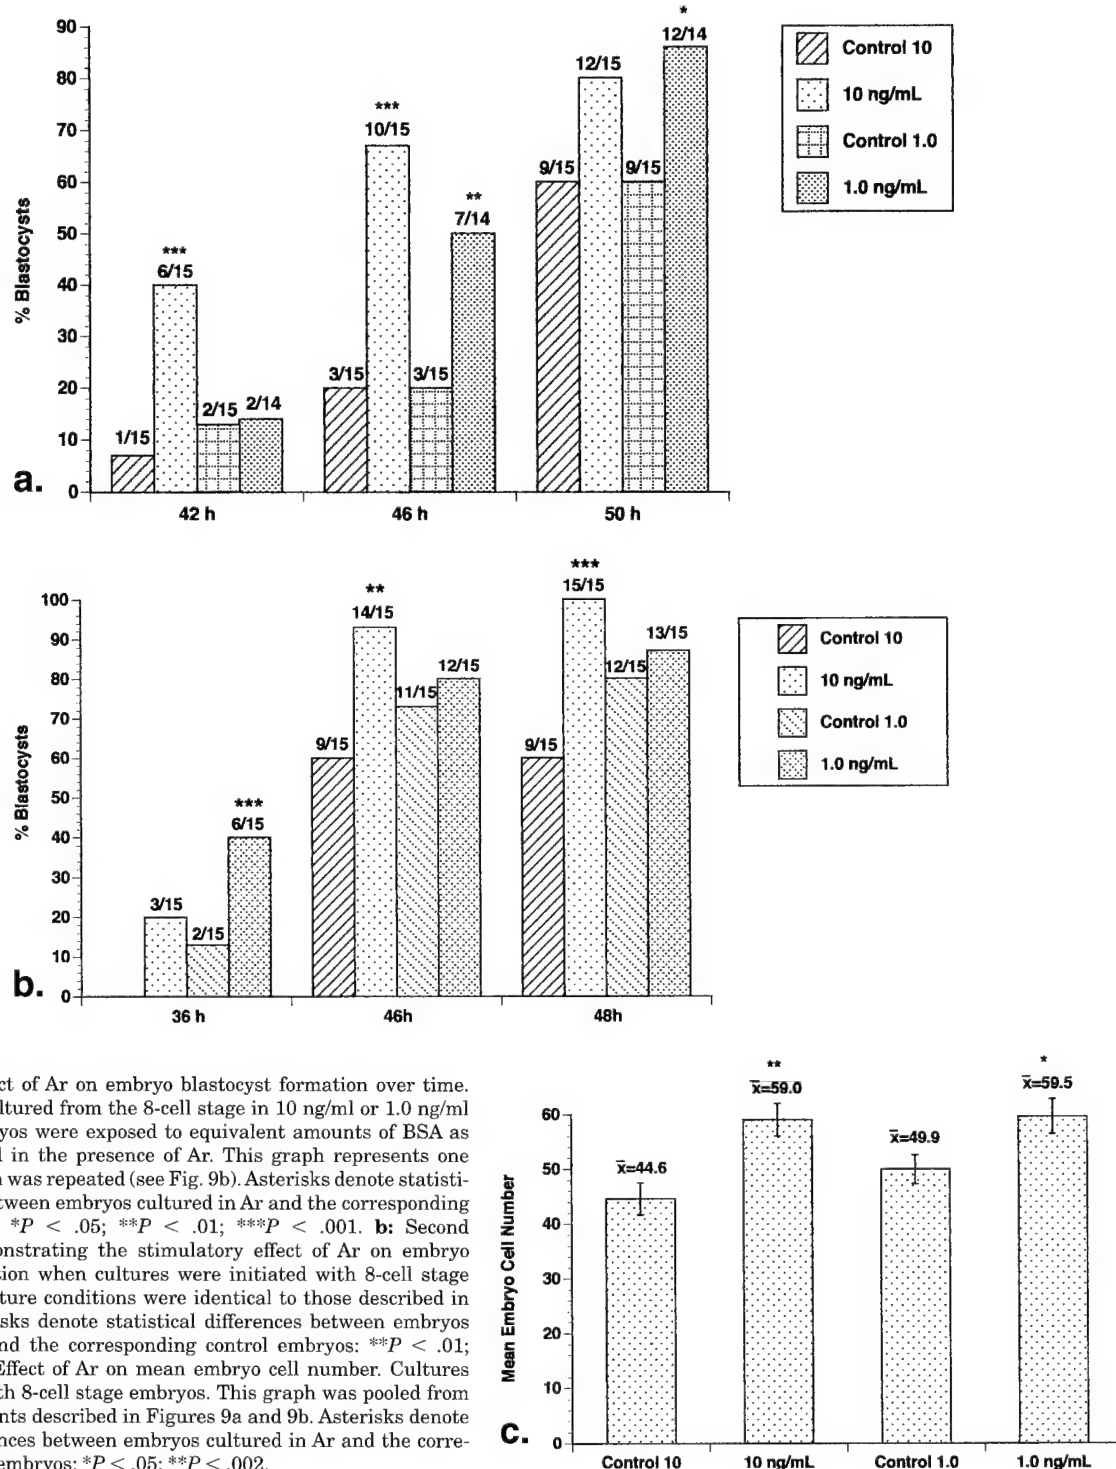 90
80
70
60
50
40
30
20
10
0
% Blastocysts
1/15
***
6/15
2/15
2/14
3/15
***
10/15
3/15
**
7/14
9/15
12/15
9/15
*
12/14
42 h
46 h
50 h
a.
Control 10
10 ng/mL
Control 1.0
1.0 ng/mL
100
90
80
70
60
50
40
30
20
10
0
% Blastocysts
3/15
2/15
***
6/15
9/15
**
14/15
11/15
12/15
9/15
***
15/15
12/15
13/15
36 h
46h
48h
b.
Control 10
10 ng/mL
Control 1.0
1.0 ng/mL
ct of Ar on embryo blastocyst formation over time.
ltured from the 8-cell stage in 10 ng/ml or 1.0 ng/ml
yos were exposed to equivalent amounts of BSA as
l in the presence of Ar. This graph represents one
was repeated (see Fig. 9b). Asterisks denote statisti-
tween embryos cultured in Ar and the corresponding
*P < .05; **P < .01; ***P < .001. b: Second
onstrating the stimulatory effect of Ar on embryo
tion when cultures were initiated with 8-cell stage
ture conditions were identical to those described in
sks denote statistical differences between embryos
nd the corresponding control embryos: **P < .01;
Effect of Ar on mean embryo cell number. Cultures
th 8-cell stage embryos. This graph was pooled from
nts described in Figures 9a and 9b. Asterisks denote
nces between embryos cultured in Ar and the corre-
embryos: *P < .05; **P < .002.
60
50
40
30
20
10
0
Mean Embryo Cell Number
x̄=44.6
**
x̄=59.0
x̄=49.9
*
x̄=59.5
Control 10
10 ng/mL
Control 1.0
1.0 ng/mL
c.